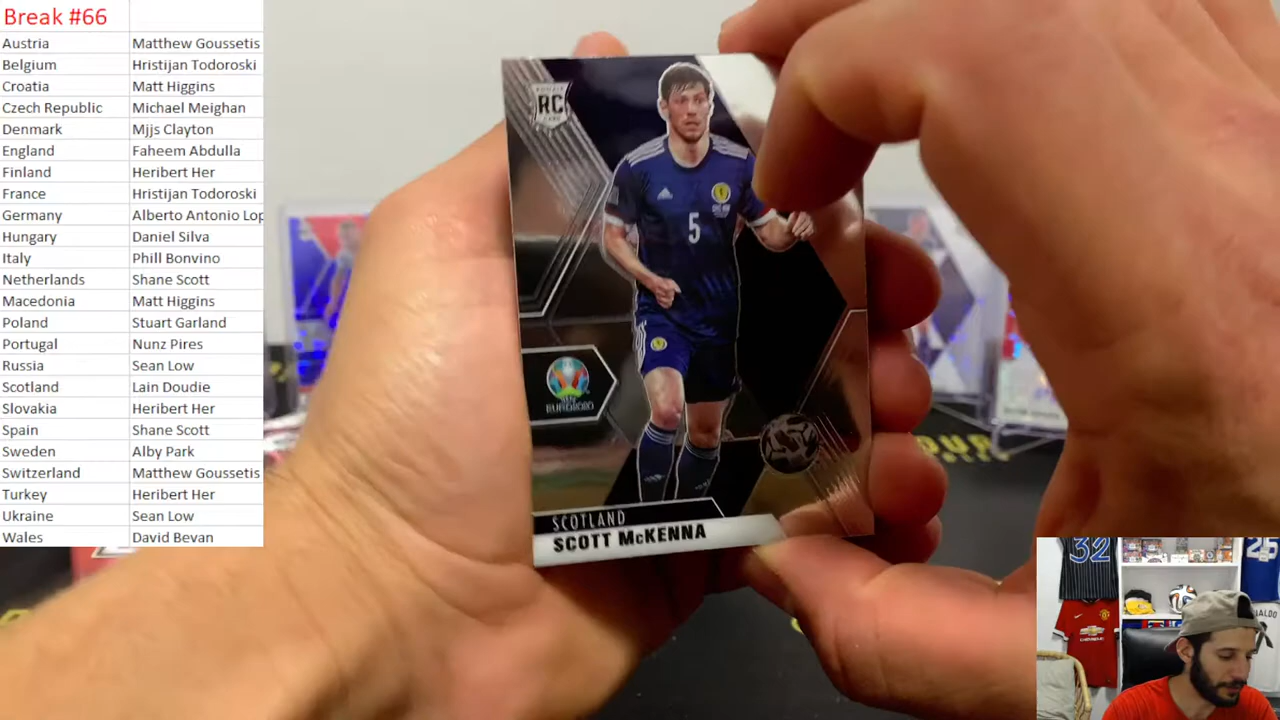 Break #66
Austria Matthew Goussetis
Belgium Hristijan Todoroski
Croatia Matt Higgins
Czech Republic Michael Meighan
Denmark Mjjs Clayton
England Faheem Abdulla
Finland Heribert Her
France Hristijan Todoroski
Germany Alberto Antonio Lop
Hungary Daniel Silva
Italy Phill Bonvino
Netherlands Shane Scott
Macedonia Matt Higgins
Poland Stuart Garland
Portugal Nunz Pires
Russia Sean Low
Scotland Lain Doudie
Slovakia Heribert Her
Spain Shane Scott
Sweden Alby Park
Switzerland Matthew Goussetis
Turkey Heribert Her
Ukraine Sean Low
Wales David Bevan
RC
5
EURO2020
SCOTLAND
SCOTT McKENNA
32
25
CHEVROLET